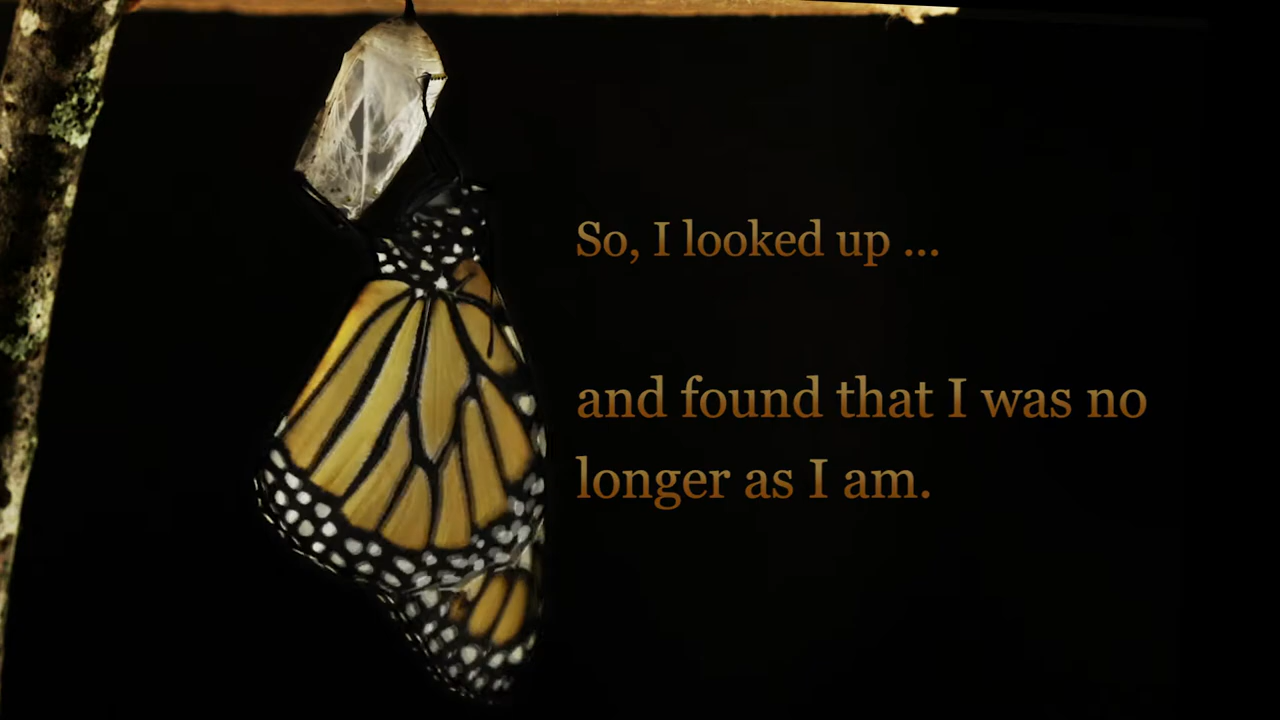 So, I looked up ...
and found that I was no
longer as I am.